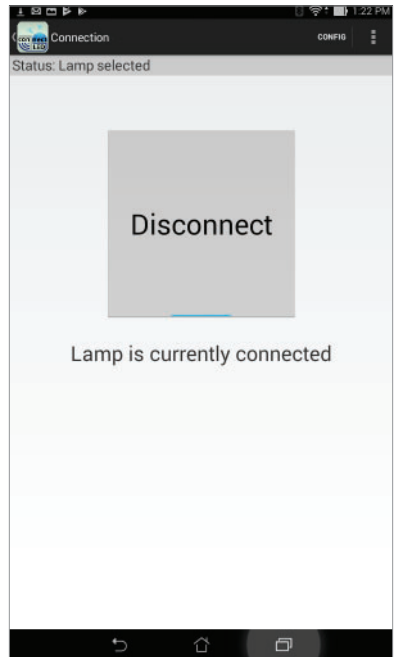 1:22 PM
Connection
CONFIG
Status: Lamp selected
Disconnect
Lamp is currently connected